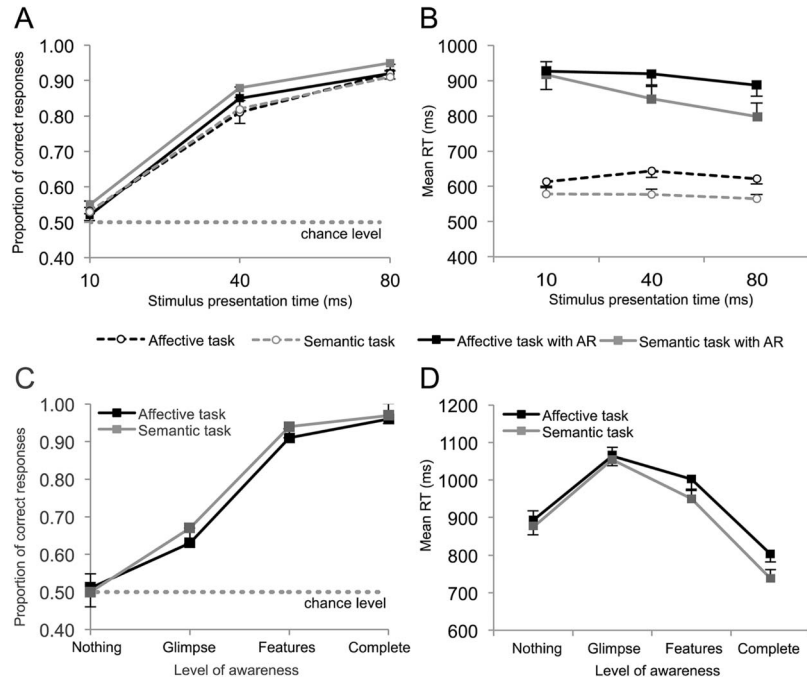 A
1.00
0.90
0.80
0.70
0.60
0.50
0.40
Proportion of correct responses
chance level
10 40 80
Stimulus presentation time (ms)
B
1000
900
800
700
600
500
400
Mean RT (ms)
10 40 80
Stimulus presentation time (ms)
Affective task Semantic task Affective task with AR Semantic task with AR
C
1.00
0.90
0.80
0.70
0.60
0.50
0.40
Proportion of correct responses
Affective task
Semantic task
chance level
Nothing Glimpse Features Complete
Level of awareness
D
1200
1100
1000
900
800
700
600
Mean RT (ms)
Affective task
Semantic task
Nothing Glimpse Features Complete
Level of awareness